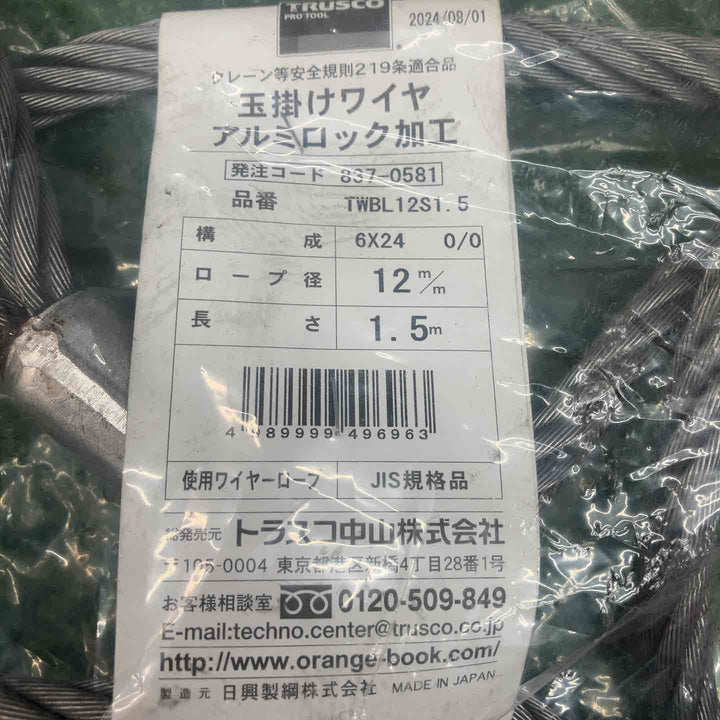 TRUSCO
PRO TOOL
2024/08/01
クレーン等安全規則219条適合品
玉掛けワイヤ
アルミロック加工
発注コード 837-0581
品番 TWBL12S1.5
構成 6X24 O/O
ロープ径 12m/m
長さ 1.5m
4 989999 496963
使用ワイヤーロープ JIS規格品
総発売元 トラスコ中山株式会社
〒105-0004 東京都港区新橋4丁目28番1号
お客様相談室 0120-509-849
E-mail:techno.center@trusco.co.jp
http://www.orange-book.com/
製造元 日興製綱株式会社 MADE IN JAPAN